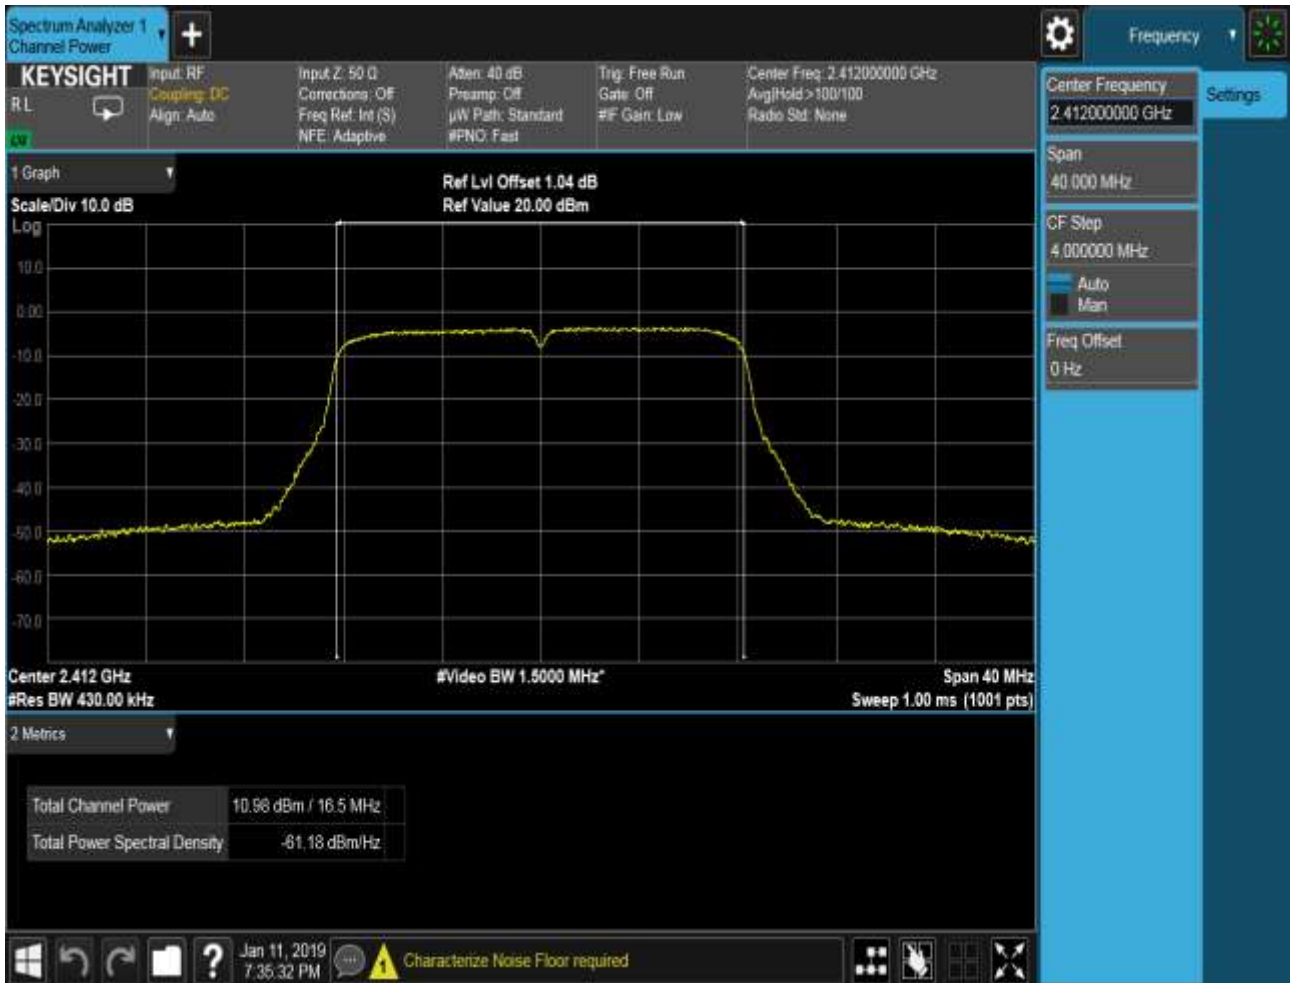 Spectrum Analyzer 1
Channel Power
Frequency
KEYSIGHT
R L
LXI
Input: RF
Coupling: DC
Align: Auto
Input Z: 50 Ω
Corrections: Off
Freq Ref: Int (S)
NFE: Adaptive
Atten: 40 dB
Preamp: Off
µW Path: Standard
#PNO: Fast
Trig: Free Run
Gate: Off
#IF Gain: Low
Center Freq: 2.412000000 GHz
Avg|Hold:>100/100
Radio Std: None
Center Frequency
2.412000000 GHz
Settings
Span
40.000 MHz
CF Step
4.000000 MHz
Auto
Man
Freq Offset
0 Hz
1 Graph
Scale/Div 10.0 dB
Ref Lvl Offset 1.04 dB
Ref Value 20.00 dBm
Log
10.0
0.00
-10.0
-20.0
-30.0
-40.0
-50.0
-60.0
-70.0
Center 2.412 GHz
#Video BW 1.5000 MHz*
Span 40 MHz
#Res BW 430.00 kHz
Sweep 1.00 ms (1001 pts)
2 Metrics
Total Channel Power 10.98 dBm / 16.5 MHz
Total Power Spectral Density -61.18 dBm/Hz
Jan 11, 2019
7:35:32 PM
1
Characterize Noise Floor required